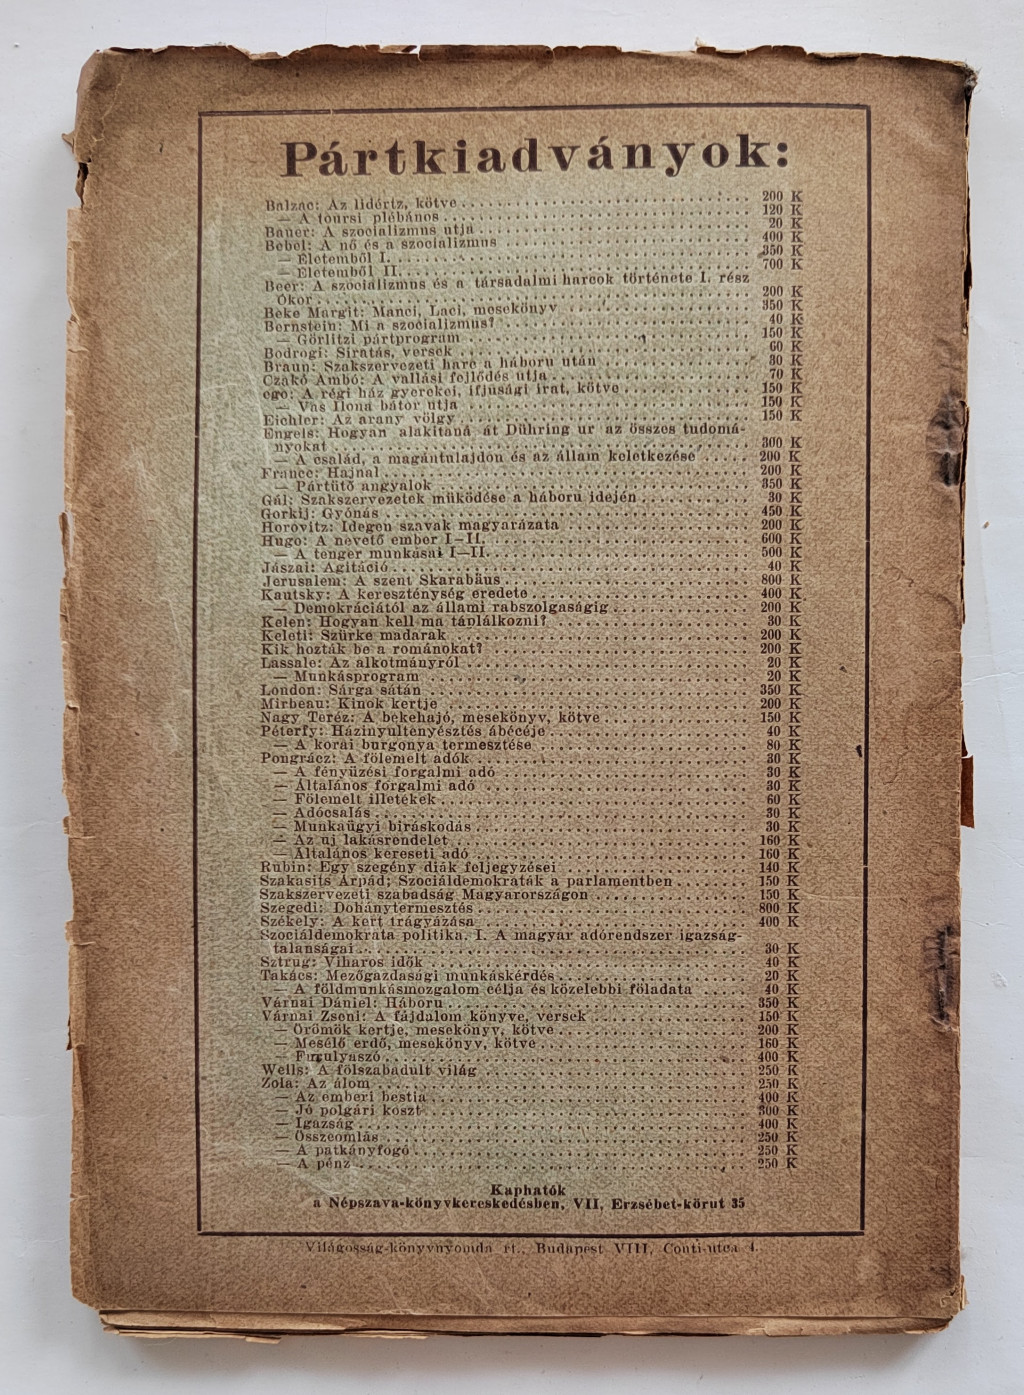 Pártkiadványok:
Balzac: Az lidértz, kötve 200 K
— A toursi plébános 120 K
Bauer: A szocializmus utja 20 K
Bebel: A nő és a szocializmus 400 K
— Életemből I. 350 K
— Életemből II. 700 K
Beer: A szocializmus és a társadalmi harcok története I. rész
Ókor 200 K
Beke Margit: Manci, Laci, mesekönyv 350 K
Bernstein: Mi a szocializmus? 40 K
— Görlitzi pártprogram 150 K
Bodrogi: Siratás, versek 60 K
Braun: Szakszervezeti harc a háboru után 30 K
Czakó Ambó: A vallási fejlődés utja 70 K
ego: A régi ház gyerekei, ifjusági irat, kötve 150 K
— Vas Ilona bátor utja 150 K
Eichler: Az arany völgy 150 K
Engels: Hogyan alakitaná át Dühring ur az összes tudomá-
nyokat 300 K
— A család, a magántulajdon és az állam keletkezése 200 K
France: Hajnal 200 K
— Pártütő angyalok 350 K
Gál: Szakszervezetek müködése a háboru idején 30 K
Gorkij: Gyónás 450 K
Horovitz: Idegen szavak magyarázata 200 K
Hugo: A nevető ember I—II. 600 K
— A tenger munkásai I—II. 500 K
Jászai: Agitáció 40 K
Jerusalem: A szent Skarabäus 800 K
Kautsky: A kereszténység eredete 400 K
— Demokráciától az állami rabszolgaságig 200 K
Kelen: Hogyan kell ma táplálkozni? 30 K
Keleti: Szürke madarak 200 K
Kik hozták be a románokat? 200 K
Lassale: Az alkotmányról 20 K
— Munkásprogram 20 K
London: Sárga sátán 350 K
Mirbeau: Kinok kertje 200 K
Nagy Teréz: A békehajó, mesekönyv, kötve 150 K
Péterfy: Házinyultenyésztés ábécéje 40 K
— A korai burgonya termesztése 80 K
Pongrácz: A fölemelt adók 30 K
— A fényüzési forgalmi adó 30 K
— Általános forgalmi adó 30 K
— Fölemelt illetékek 60 K
— Adócsalás 30 K
— Munkaügyi biráskodás 30 K
— Az uj lakásrendelet 160 K
— Általános kereseti adó 160 K
Rubin: Egy szegény diák feljegyzései 140 K
Szakasits Árpád: Szociáldemokraták a parlamentben 150 K
Szakszervezeti szabadság Magyarországon 150 K
Szegedi: Dohánytermesztés 800 K
Székely: A kert trágyázása 400 K
Szociáldemokrata politika. I. A magyar adórendszer igazság-
talanságai 30 K
Sztrug: Viharos idők 40 K
Takács: Mezőgazdasági munkáskérdés 20 K
— A földmunkásmozgalom célja és közelebbi föladata 40 K
Várnai Dániel: Háboru 350 K
Várnai Zseni: A fájdalom könyve, versek 150 K
— Örömök kertje, mesekönyv, kötve 200 K
— Mesélő erdő, mesekönyv, kötve 160 K
— Furulyaszó 400 K
Wells: A fölszabadult világ 250 K
Zola: Az álom 250 K
— Az emberi bestia 400 K
— Jó polgári koszt 300 K
— Igazság 400 K
— Összeomlás 250 K
— A patkányfogó 250 K
— A pénz 250 K
Kaphatók
a Népszava-könyvkereskedésben, VII, Erzsébet-körut 35
Világosság-könyvnyomda rt., Budapest VIII, Conti-utca 4.